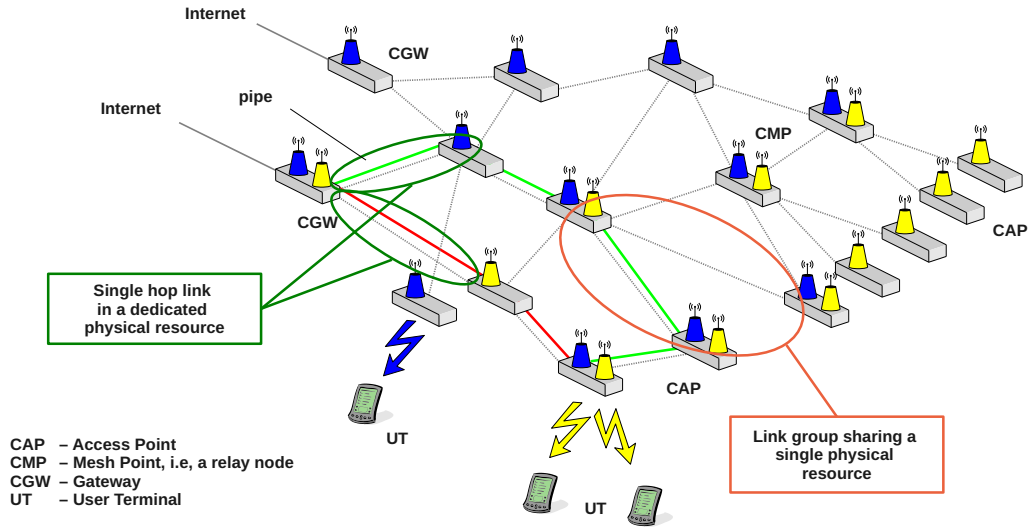 Internet
CGW
Internet
pipe
CMP
CGW
CAP
Single hop link
in a dedicated
physical resource
CAP
UT
Link group sharing a
single physical
resource
CAP – Access Point
CMP – Mesh Point, i.e, a relay node
CGW – Gateway
UT – User Terminal
UT